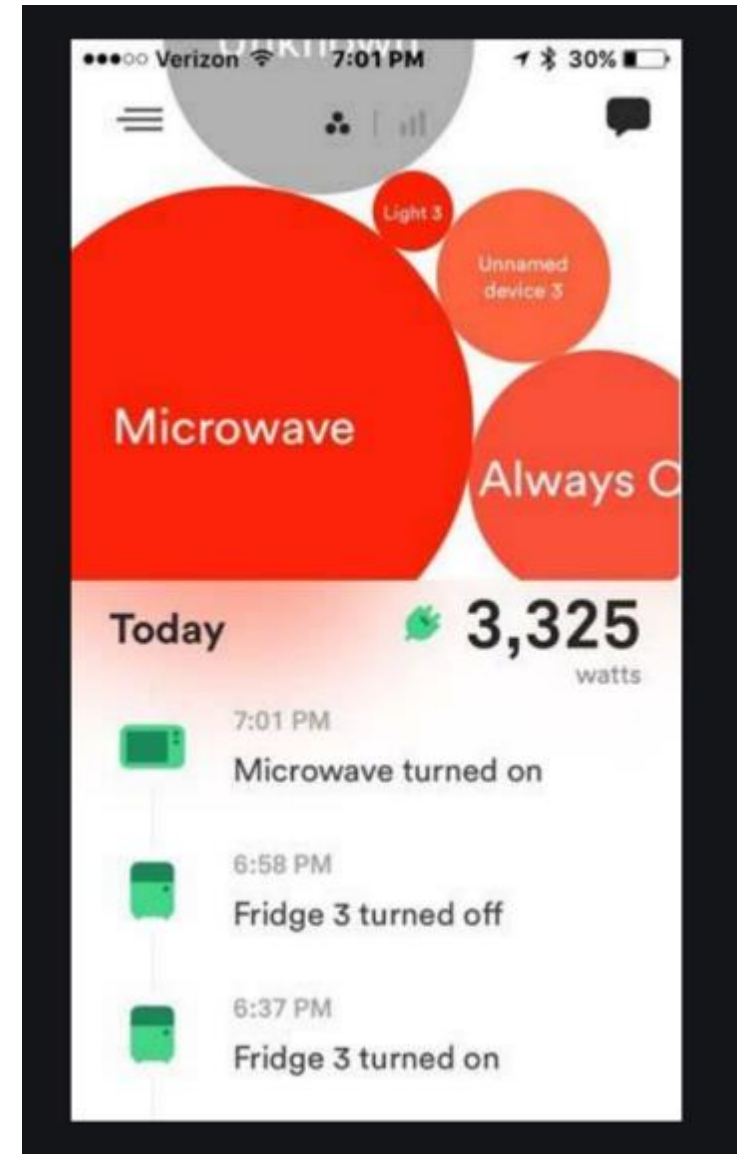 Unknown
Verizon 7:01 PM 30%
Light 3
Unnamed
device 3
Microwave
Always O
Today 3,325
watts
7:01 PM
Microwave turned on
6:58 PM
Fridge 3 turned off
6:37 PM
Fridge 3 turned on